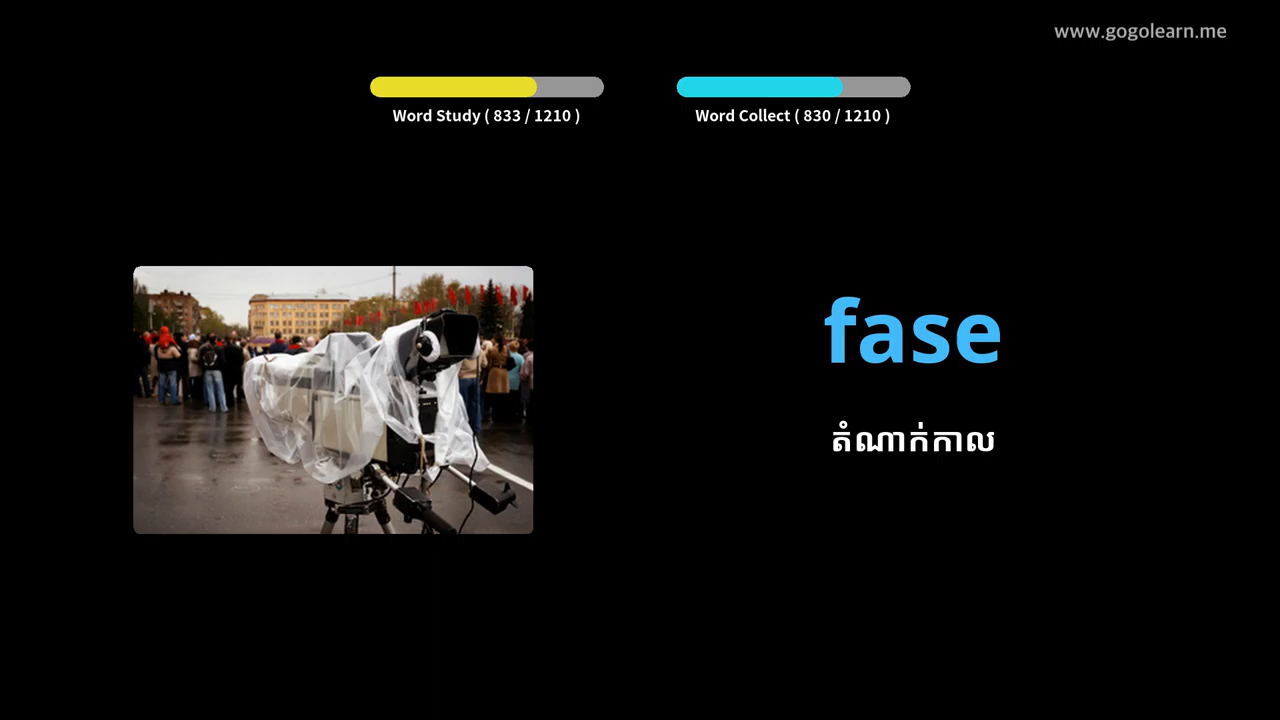 www.gogolearn.me
Word Study ( 833 / 1210 )
Word Collect ( 830 / 1210 )
fase
តំណាក់កាល